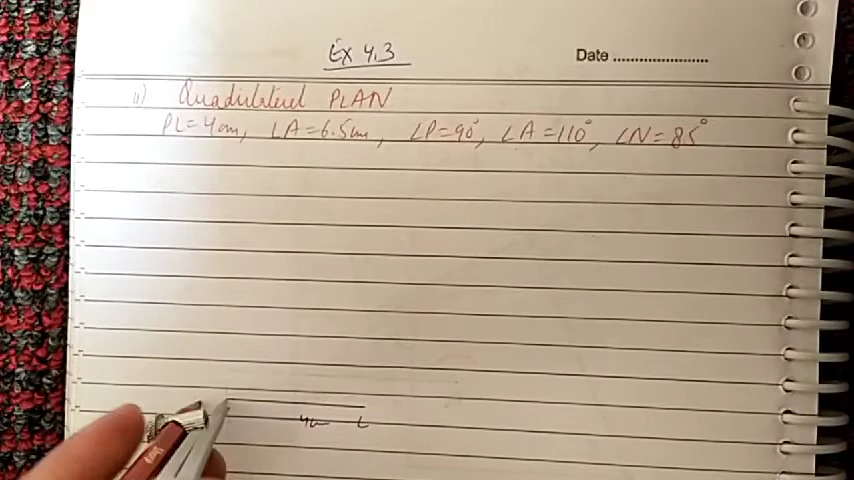 Ex 4.3
Date ........................
ii) Quadrilateral PLAN
PL=4cm, LA=6.5cm, ∠P=90°, ∠A=110°, ∠N=85°
4cm L